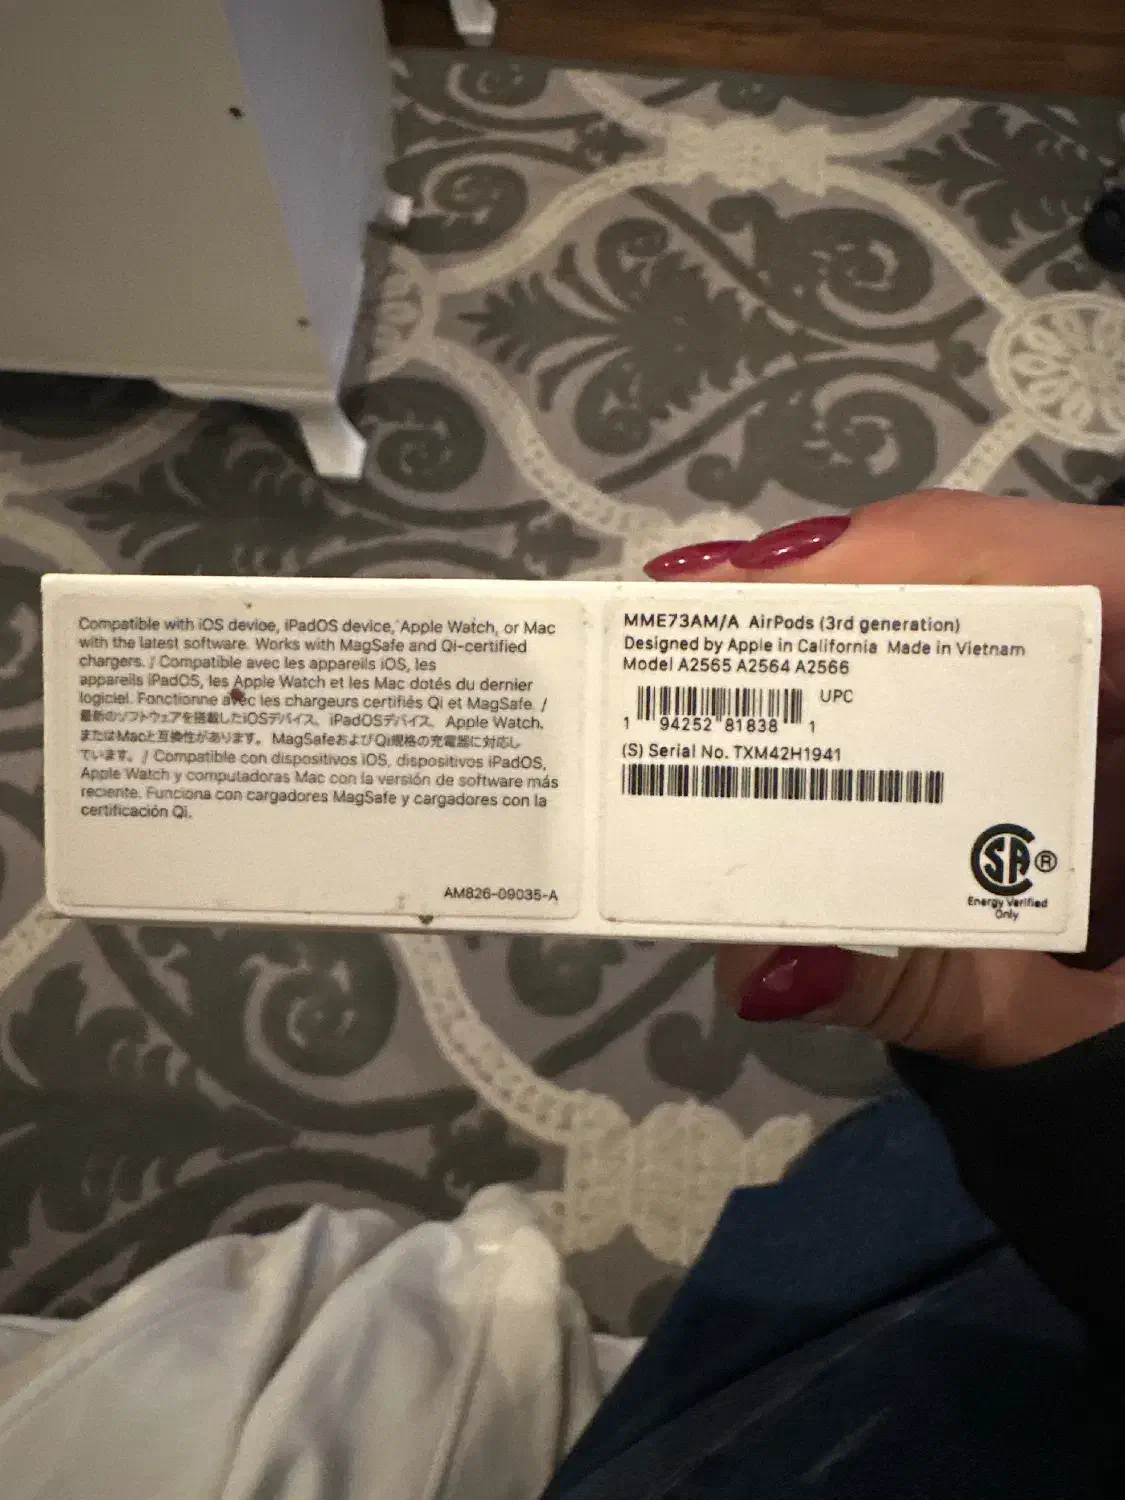 Compatible with iOS device, iPadOS device, Apple Watch, or Mac
with the latest software. Works with MagSafe and Qi-certified
chargers. / Compatible avec les appareils iOS, les
appareils iPadOS, les Apple Watch et les Mac dotés du dernier
logiciel. Fonctionne avec les chargeurs certifiés Qi et MagSafe. /
最新のソフトウェアを搭載したiOSデバイス、iPadOSデバイス、Apple Watch、
またはMacと互換性があります。MagSafeおよびQi規格の充電器に対応し
ています。/ Compatible con dispositivos iOS, dispositivos iPadOS,
Apple Watch y computadoras Mac con la versión de software más
reciente. Funciona con cargadores MagSafe y cargadores con la
certificación Qi.
AM826-09035-A
MME73AM/A AirPods (3rd generation)
Designed by Apple in California Made in Vietnam
Model A2565 A2564 A2566
UPC
1 94252 81838 1
(S) Serial No. TXM42H1941
CSA ®
Energy Verified
Only